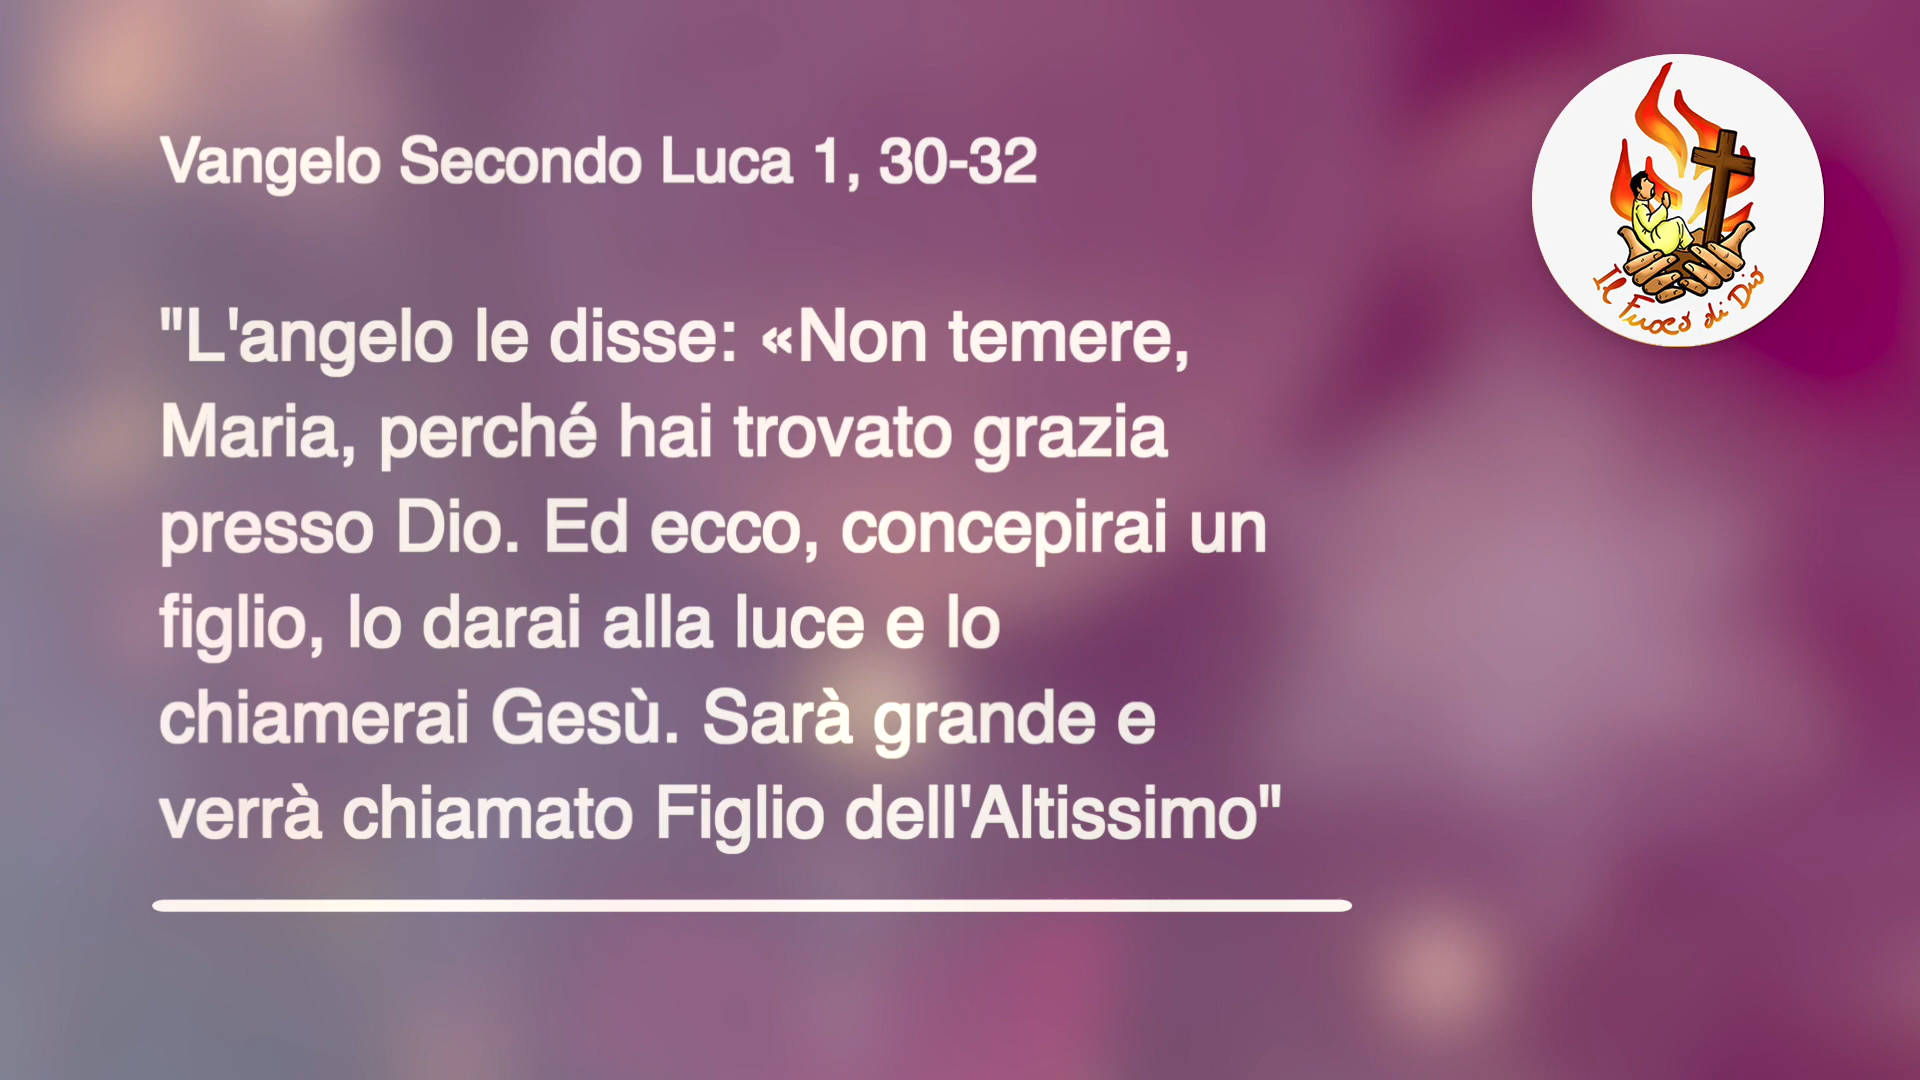 Vangelo Secondo Luca 1, 30-32
"L'angelo le disse: «Non temere,
Maria, perché hai trovato grazia
presso Dio. Ed ecco, concepirai un
figlio, lo darai alla luce e lo
chiamerai Gesù. Sarà grande e
verrà chiamato Figlio dell'Altissimo"
Il Fuoco di Dio